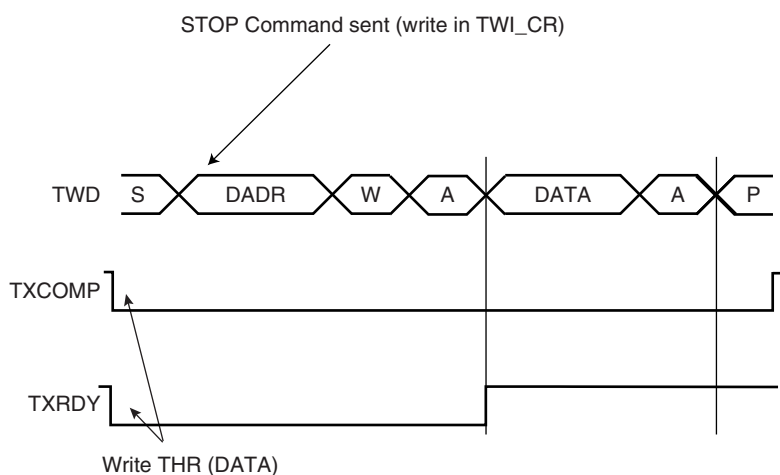 STOP Command sent (write in TWI_CR)
TWD S DADR W A DATA A P
TXCOMP
TXRDY
Write THR (DATA)